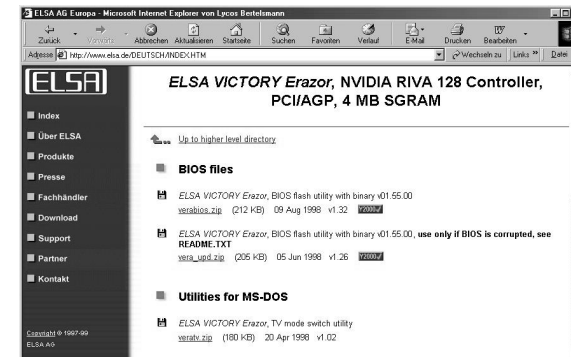 ELSA AG Europa - Microsoft Internet Explorer von Lycos Bertelsmann
Zurück Vorwärts Abbrechen Aktualisieren Startseite Suchen Favoriten Verlauf E-Mail Drucken Bearbeiten
Adresse http://www.elsa.de/DEUTSCH/INDEX.HTM Wechseln zu Links » Datei
ELSA
Index
Über ELSA
Produkte
Presse
Fachhändler
Download
Support
Partner
Kontakt
Copyright © 1997-99
ELSA AG
ELSA VICTORY Erazor, NVIDIA RIVA 128 Controller,
PCI/AGP, 4 MB SGRAM
Up to higher level directory
BIOS files
ELSA VICTORY Erazor, BIOS flash utility with binary v01.55.00
verabios.zip (212 KB) 09 Aug 1998 v1.32 Y2000✓
ELSA VICTORY Erazor, BIOS flash utility with binary v01.55.00, use only if BIOS is corrupted, see
README.TXT
vera_upd.zip (205 KB) 05 Jun 1998 v1.26 Y2000✓
Utilities for MS-DOS
ELSA VICTORY Erazor, TV mode switch utility
veratv.zip (180 KB) 20 Apr 1998 v1.02